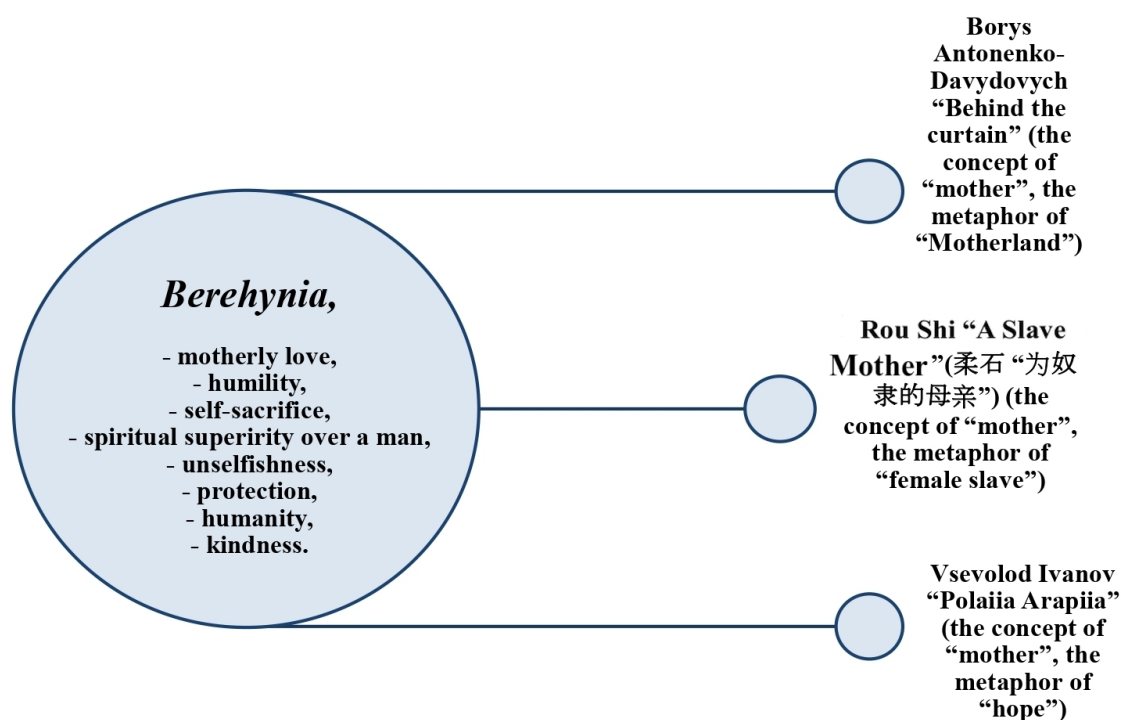 Berehynia,
- motherly love,
- humility,
- self-sacrifice,
- spiritual superirity over a man,
- unselfishness,
- protection,
- humanity,
- kindness.
Borys
Antonenko-
Davydovych
“Behind the
curtain” (the
concept of
“mother”, the
metaphor of
“Motherland”)
Rou Shi “A Slave
Mother”(柔石 “为奴
隶的母亲”) (the
concept of “mother”,
the metaphor of
“female slave”)
Vsevolod Ivanov
“Polaiia Arapiia”
(the concept of
“mother”, the
metaphor of
“hope”)